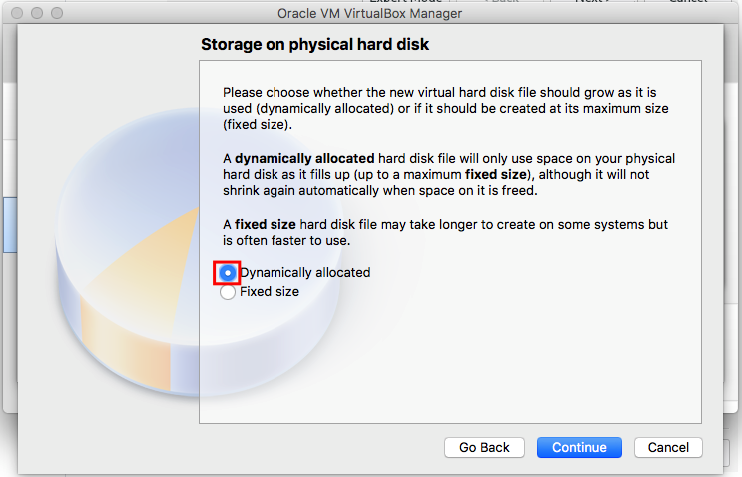 Expert Mode < Back Next > Cancel
Oracle VM VirtualBox Manager
Storage on physical hard disk
Please choose whether the new virtual hard disk file should grow as it is
used (dynamically allocated) or if it should be created at its maximum size
(fixed size).
A dynamically allocated hard disk file will only use space on your physical
hard disk as it fills up (up to a maximum fixed size), although it will not
shrink again automatically when space on it is freed.
A fixed size hard disk file may take longer to create on some systems but
is often faster to use.
Dynamically allocated
Fixed size
Go Back Continue Cancel